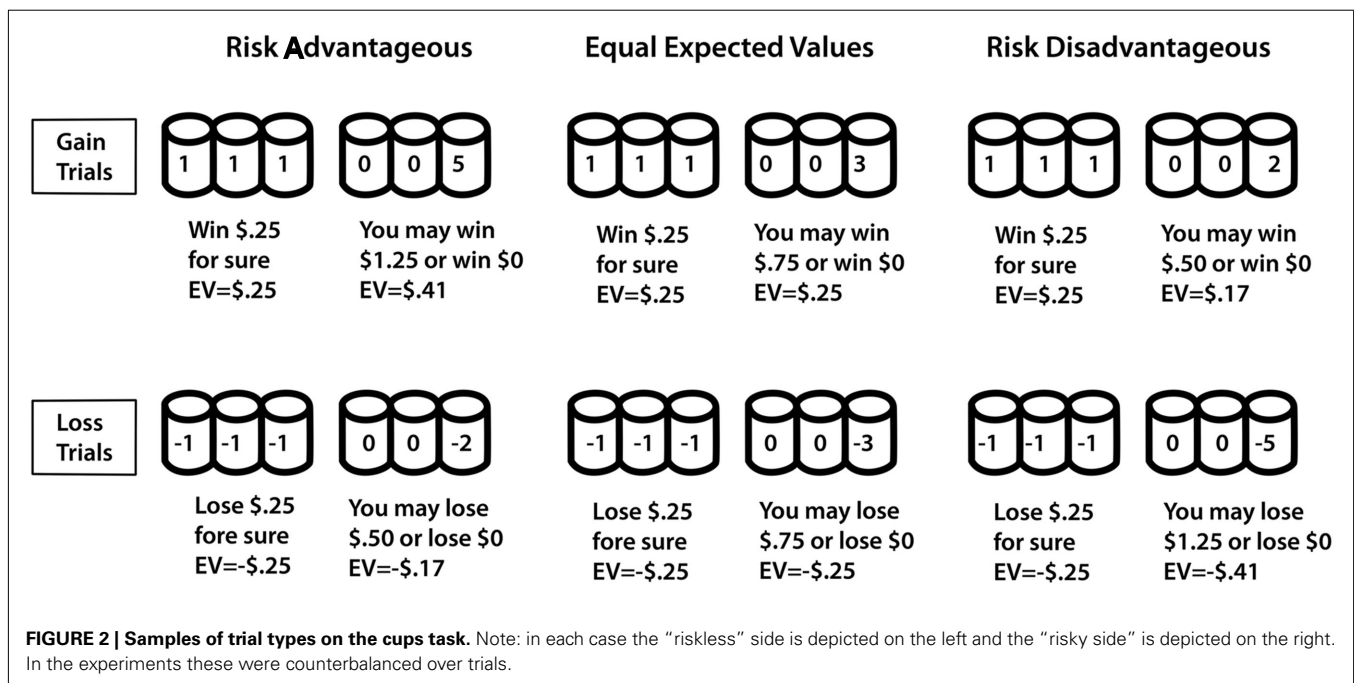 Risk Advantageous
Equal Expected Values
Risk Disadvantageous
Gain
Trials
1 1 1
0 0 5
1 1 1
0 0 3
1 1 1
0 0 2
Win $.25
for sure
EV=$.25
You may win
$1.25 or win $0
EV=$.41
Win $.25
for sure
EV=$.25
You may win
$.75 or win $0
EV=$.25
Win $.25
for sure
EV=$.25
You may win
$.50 or win $0
EV=$.17
Loss
Trials
-1 -1 -1
0 0 -2
-1 -1 -1
0 0 -3
-1 -1 -1
0 0 -5
Lose $.25
fore sure
EV=-$.25
You may lose
$.50 or lose $0
EV=-$.17
Lose $.25
fore sure
EV=-$.25
You may lose
$.75 or lose $0
EV=-$.25
Lose $.25
for sure
EV=-$.25
You may lose
$1.25 or lose $0
EV=-$.41
FIGURE 2 | Samples of trial types on the cups task. Note: in each case the “riskless” side is depicted on the left and the “risky side” is depicted on the right.
In the experiments these were counterbalanced over trials.